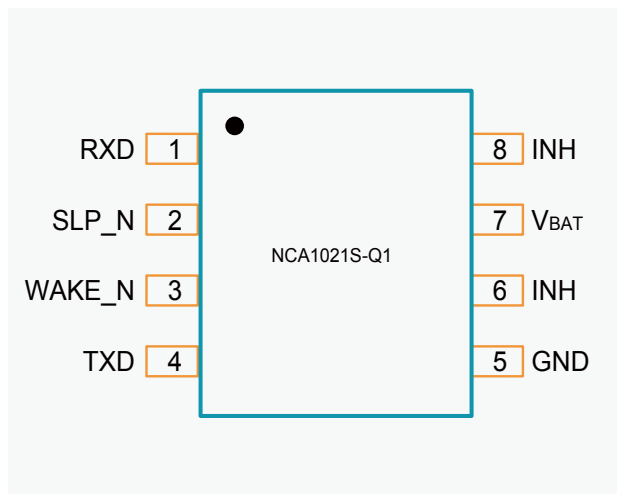 RXD 1 8 INH
SLP_N 2 7 VBAT
NCA1021S-Q1
WAKE_N 3 6 INH
TXD 4 5 GND